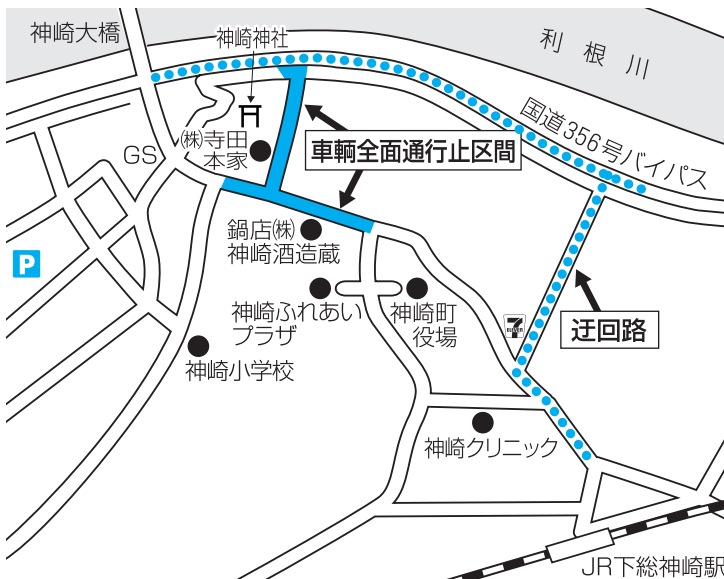 神崎大橋
神崎神社
利根川
国道356号バイパス
㈱寺田
本家
GS
車輌全面通行止区間
鍋店㈱
神崎酒造蔵
P
神崎ふれあい
プラザ
神崎町
役場
7
ELEVEn
迂回路
神崎小学校
神崎クリニック
JR下総神崎駅